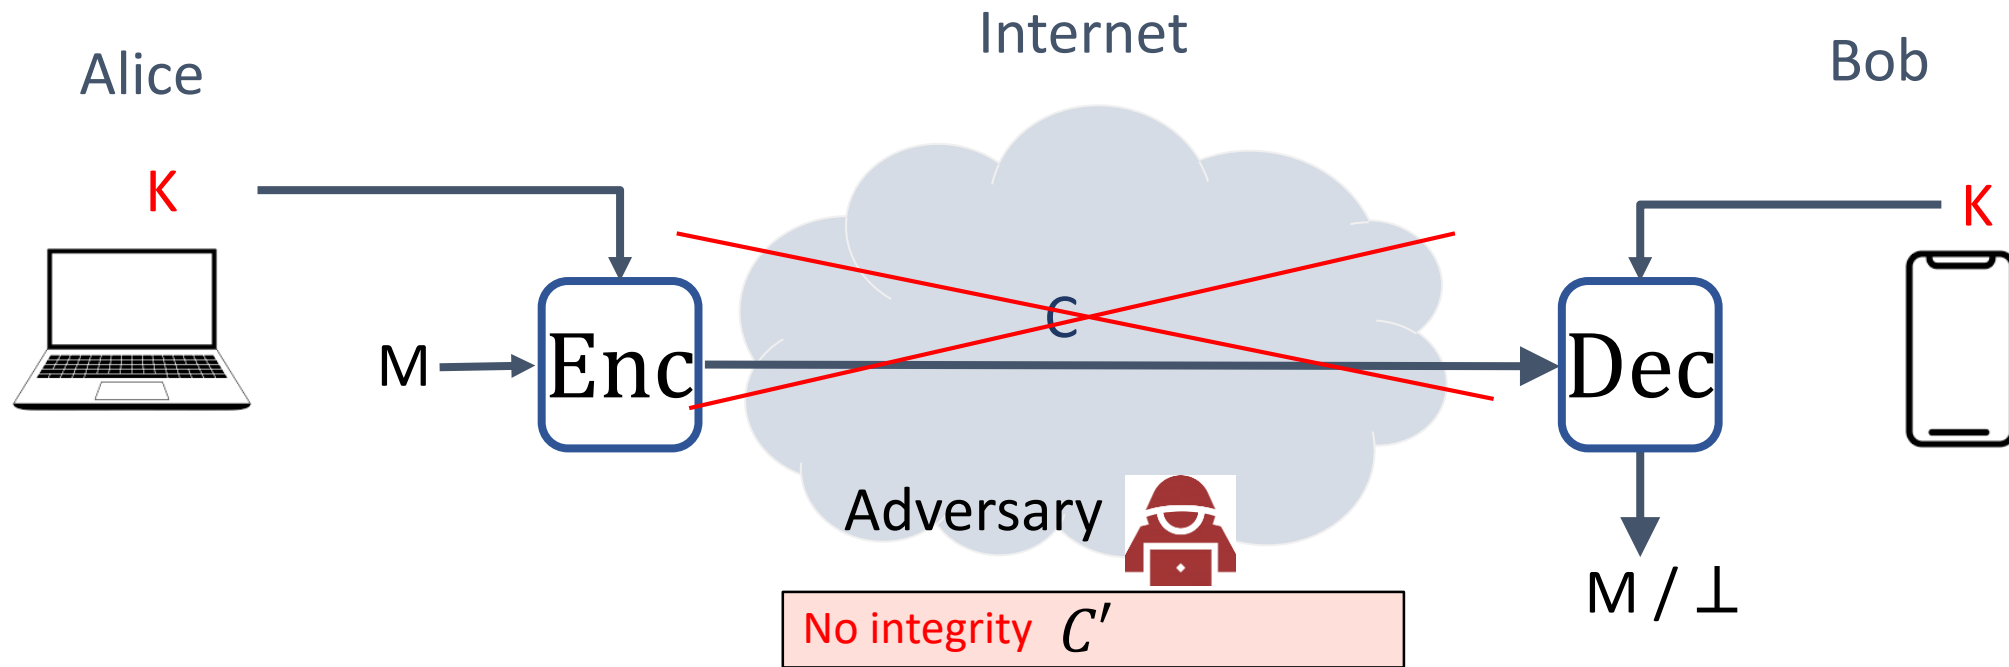 Internet
Alice
Bob
K
K
C
M
Enc
Dec
Adversary
M / ⊥
No integrity C′